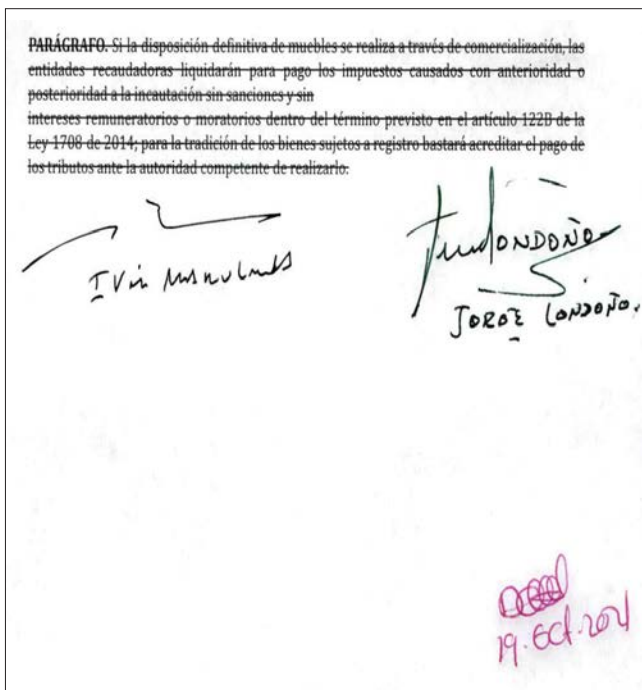 PARÁGRAFO. Si la disposición definitiva de muebles se realiza a través de comercialización, las
entidades recaudadoras liquidarán para pago los impuestos causados con anterioridad o
posterioridad a la incautación sin sanciones y sin
intereses remuneratorios o moratorios dentro del término previsto en el artículo 122B de la
Ley 1708 de 2014; para la tradición de los bienes sujetos a registro bastará acreditar el pago de
los tributos ante la autoridad competente de realizarlo.
LONDOÑO
Iván
JORGE LONDOÑO.
19. Oct. 2021